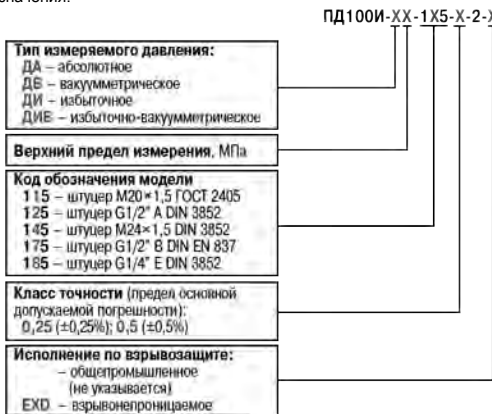 значения.
ПД100И-XX-1X5-X-2-X
Тип измеряемого давления:
ДА – абсолютное
ДВ – вакуумметрическое
ДИ – избыточное
ДИВ – избыточно-вакуумметрическое
Верхний предел измерения, МПа
Код обозначения модели
115 – штуцер М20×1,5 ГОСТ 2405
125 – штуцер G1/2" А DIN 3852
145 – штуцер М24×1,5 DIN 3852
175 – штуцер G1/2" В DIN EN 837
185 – штуцер G1/4" Е DIN 3852
Класс точности (предел основной
допускаемой погрешности):
0,25 (±0,25%); 0,5 (±0,5%)
Исполнение по взрывозащите:
– общепромышленное
(не указывается)
EXD – взрывонепроницаемое